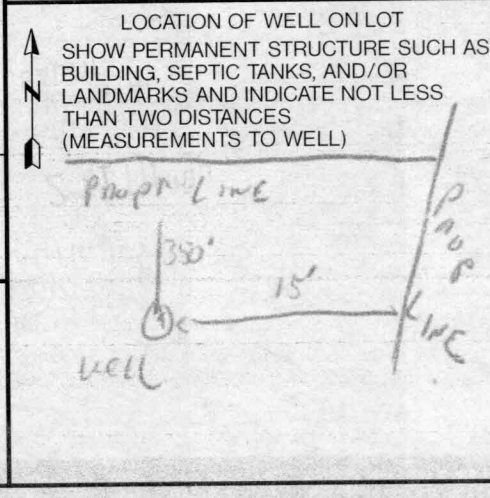 LOCATION OF WELL ON LOT
SHOW PERMANENT STRUCTURE SUCH AS
BUILDING, SEPTIC TANKS, AND/OR
N LANDMARKS AND INDICATE NOT LESS
THAN TWO DISTANCES
(MEASUREMENTS TO WELL)
LINE
PROP
350'
15'
LINE
WELL